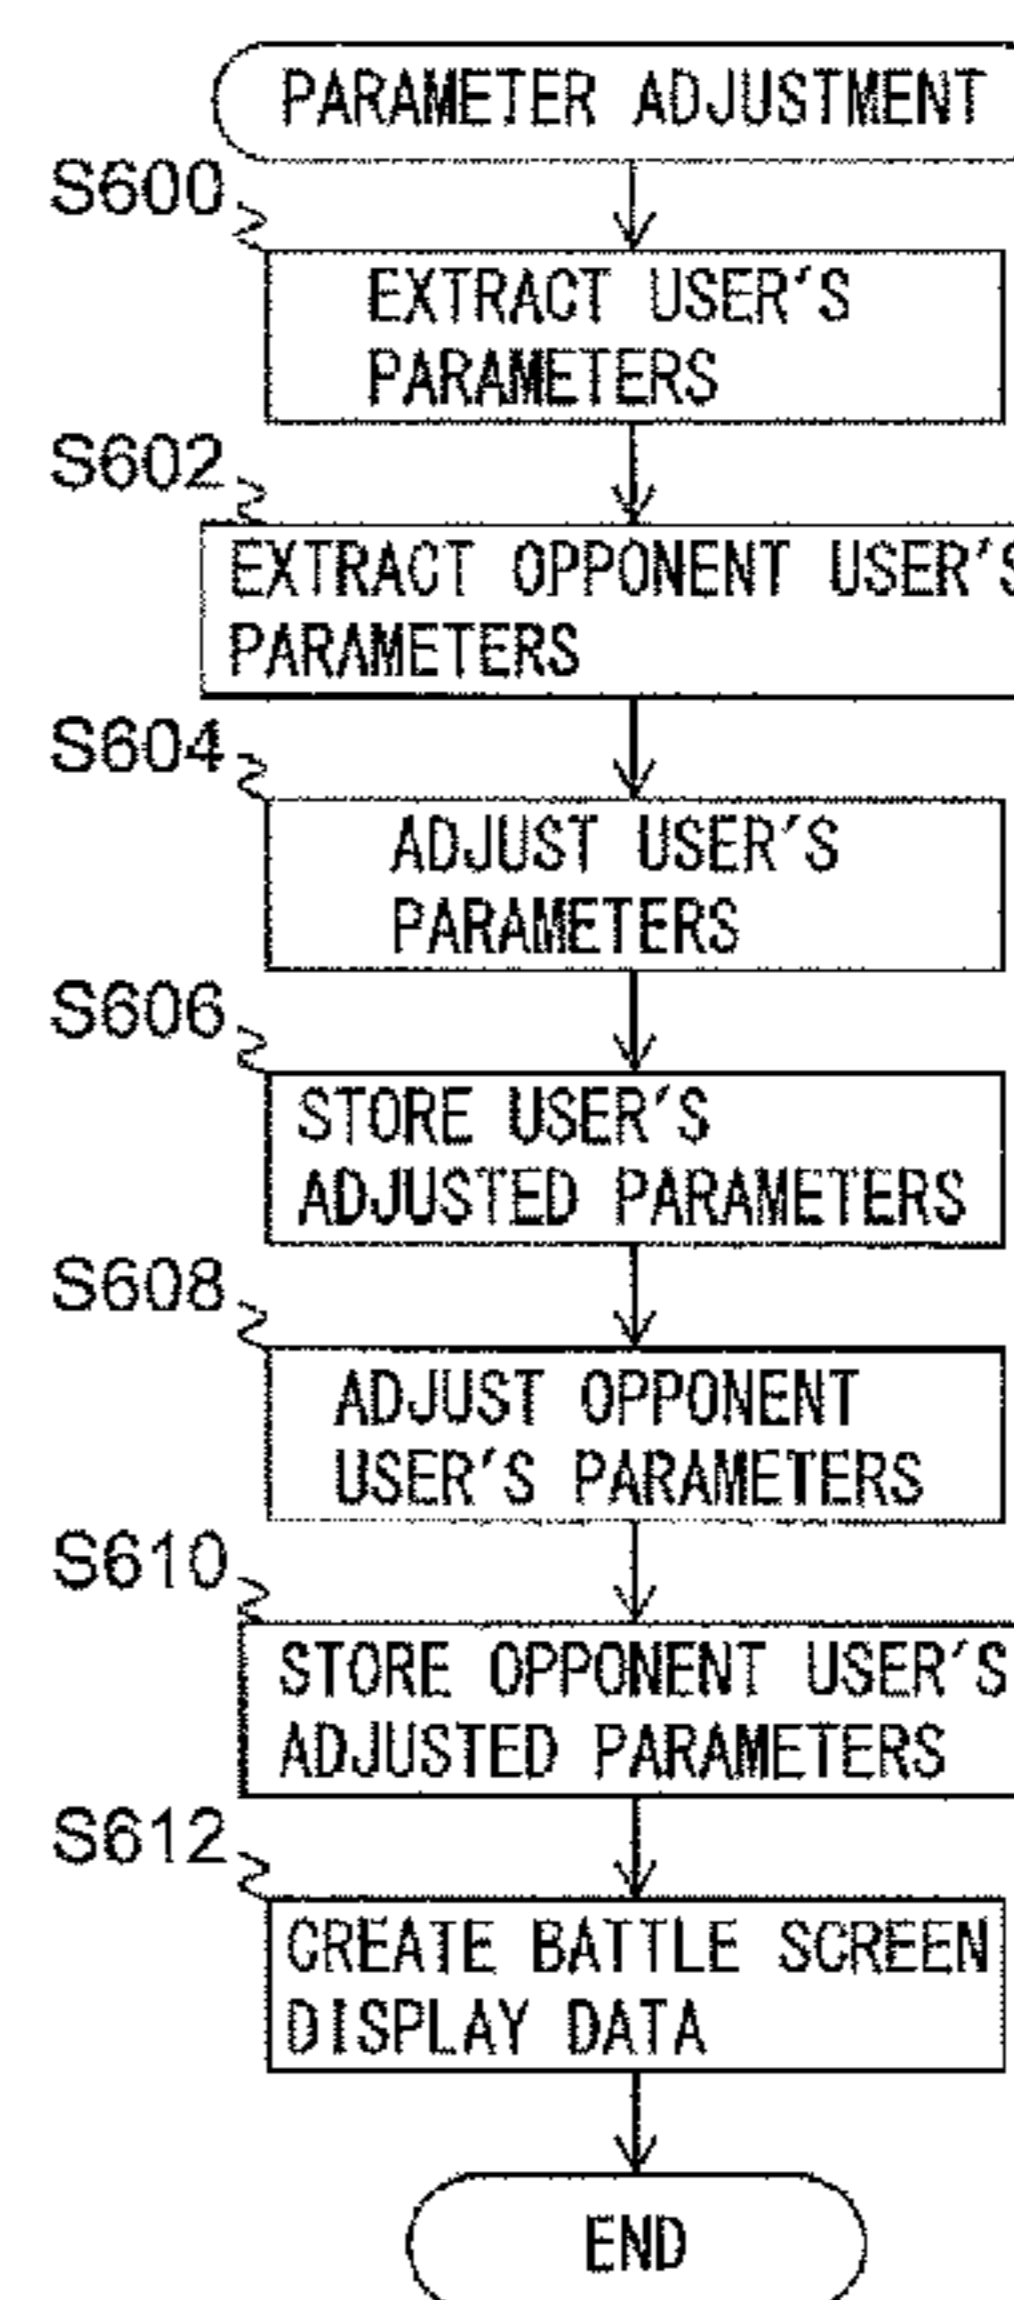 PARAMETER ADJUSTMENT
S600
EXTRACT USER'S
PARAMETERS
S602
EXTRACT OPPONENT USER'S
PARAMETERS
S604
ADJUST USER'S
PARAMETERS
S606
STORE USER'S
ADJUSTED PARAMETERS
S608
ADJUST OPPONENT
USER'S PARAMETERS
S610
STORE OPPONENT USER'S
ADJUSTED PARAMETERS
S612
CREATE BATTLE SCREEN
DISPLAY DATA
END